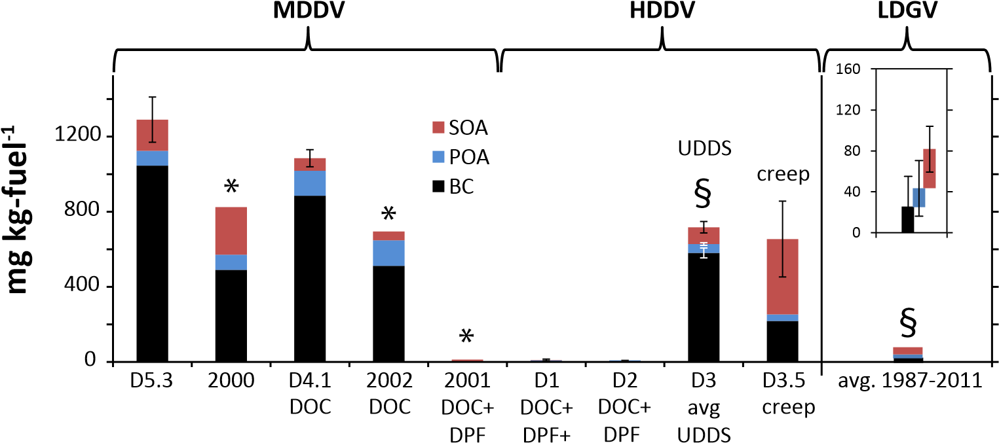 MDDV HDDV LDGV
mg kg-fuel-1
1200
800
400
0
SOA
POA
BC
*
*
*
UDDS
§
creep
§
160
120
80
40
0
D5.3 2000 D4.1 2002 2001 D1 D2 D3 D3.5 avg. 1987-2011
DOC DOC DOC+ DOC+ DOC+ avg creep
DPF DPF+ DPF UDDS